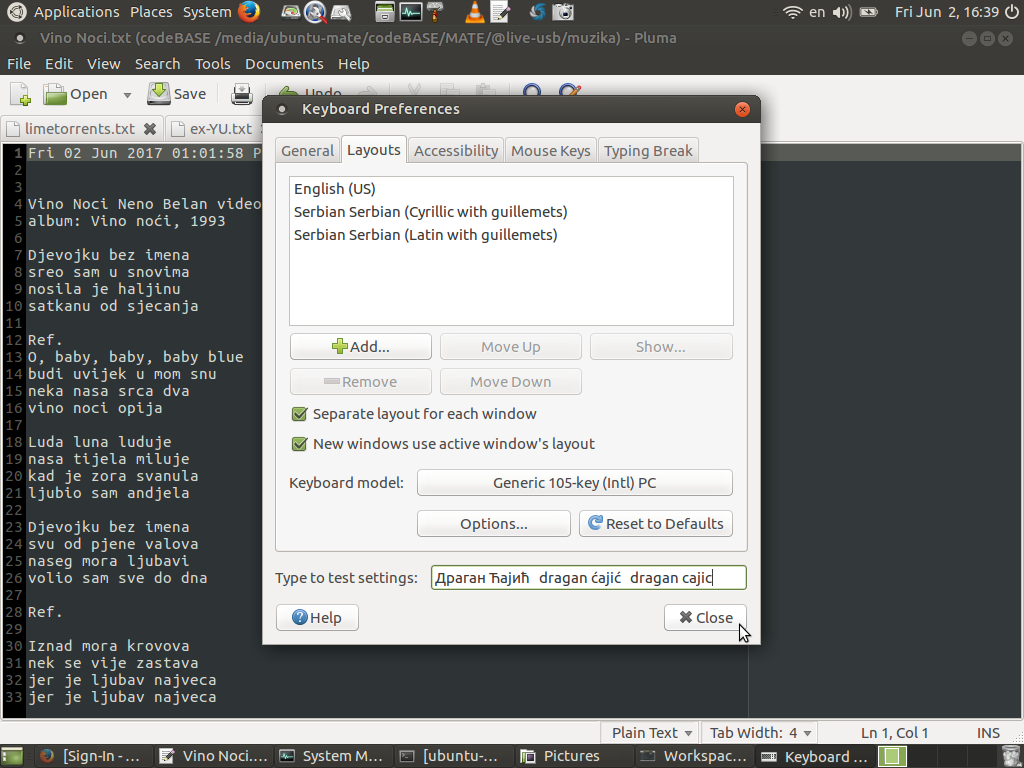 Applications Places System en Fri Jun 2, 16:39
Vino Noci.txt (codeBASE /media/ubuntu-mate/codeBASE/MATE/@live-usb/muzika) - Pluma
File Edit View Search Tools Documents Help
Open Save Undo
limetorrents.txt ex-YU.txt
Keyboard Preferences
General Layouts Accessibility Mouse Keys Typing Break
English (US)
Serbian Serbian (Cyrillic with guillemets)
Serbian Serbian (Latin with guillemets)
Add... Move Up Show...
Remove Move Down
Separate layout for each window
New windows use active window's layout
Keyboard model: Generic 105-key (Intl) PC
Options... Reset to Defaults
Type to test settings: Драган Ћајић dragan ćajić dragan cajic
Help Close
1 Fri 02 Jun 2017 01:01:58 P
2
3
4 Vino Noci Neno Belan video
5 album: Vino noći, 1993
6
7 Djevojku bez imena
8 sreo sam u snovima
9 nosila je haljinu
10 satkanu od sjecanja
11
12 Ref.
13 O, baby, baby, baby blue
14 budi uvijek u mom snu
15 neka nasa srca dva
16 vino noci opija
17
18 Luda luna luduje
19 nasa tijela miluje
20 kad je zora svanula
21 ljubio sam andjela
22
23 Djevojku bez imena
24 svu od pjene valova
25 naseg mora ljubavi
26 volio sam sve do dna
27
28 Ref.
29
30 Iznad mora krovova
31 nek se vije zastava
32 jer je ljubav najveca
33 jer je ljubav najveca
Plain Text Tab Width: 4 Ln 1, Col 1 INS
[Sign-In -... Vino Noci.... System M... [ubuntu-... Pictures Workspac... Keyboard ...